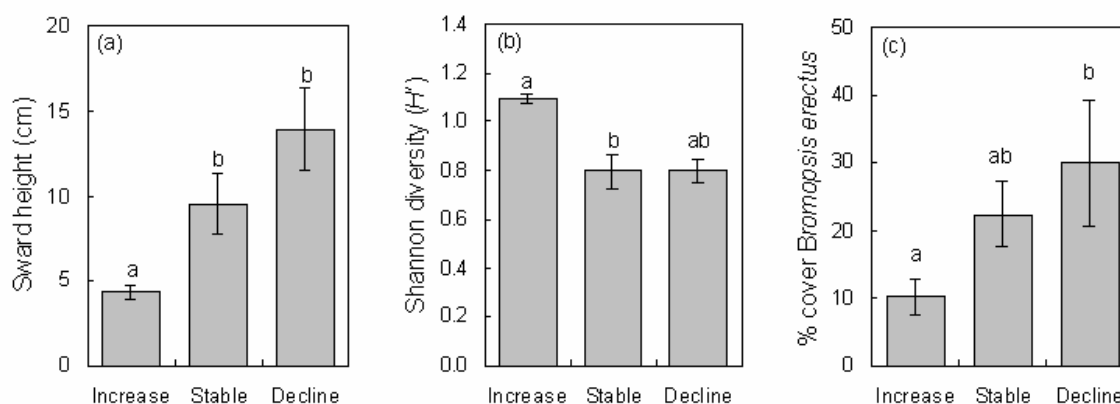 (a)
Sward height (cm)
20
15
10
5
0
a
b
b
Increase Stable Decline
(b)
Shannon diversity (H')
1.4
1.2
1.0
0.8
0.6
0.4
0.2
0.0
a
b
ab
Increase Stable Decline
(c)
% cover Bromopsis erectus
50
40
30
20
10
0
a
ab
b
Increase Stable Decline